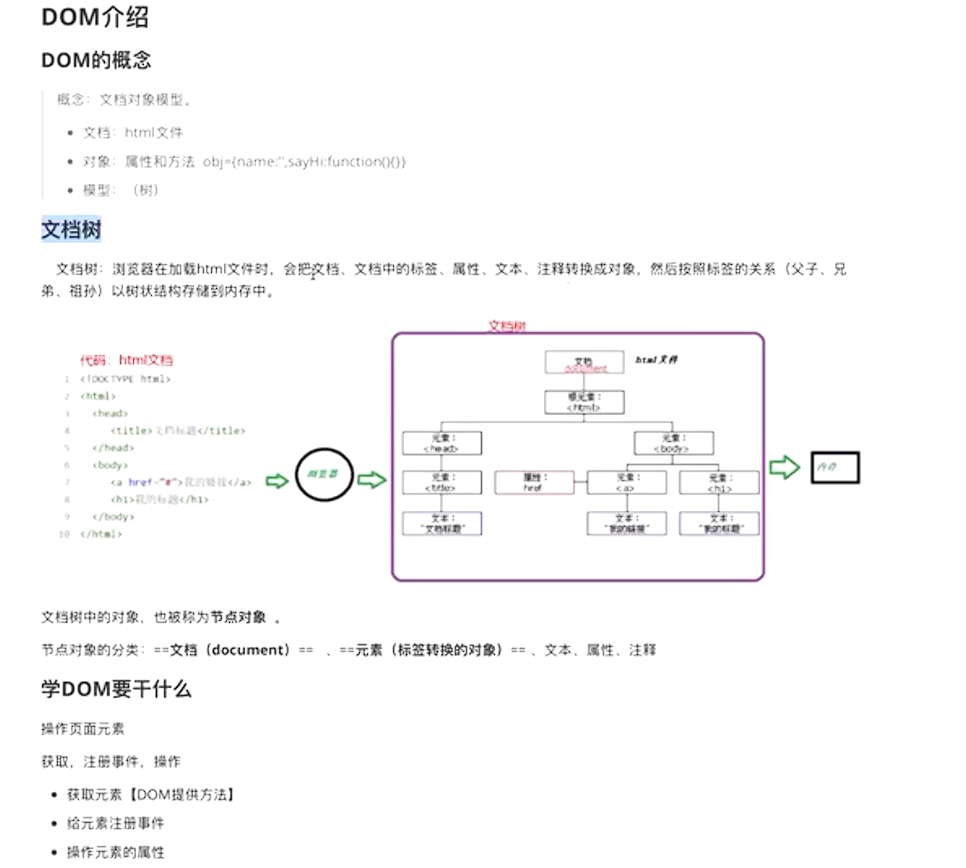 DOM介绍
DOM的概念
概念：文档对象模型。
文档：html文件
对象：属性和方法 obj={name:'',sayHi:function(){}}
模型：（树）
文档树
文档树：浏览器在加载html文件时，会把文档、文档中的标签、属性、文本、注释转换成对象，然后按照标签的关系（父子、兄
弟、祖孙）以树状结构存储到内存中。
文档树
代码：html文档
1 <!DOCTYPE html>
2 <html>
3 <head>
4 <title>文档标题</title>
5 </head>
6 <body>
7 <a href="#">我的链接</a>
8 <h1>我的标题</h1>
9 </body>
10 </html>
浏览器
文档
document
html文件
根元素：
<html>
元素：
<head>
元素：
<body>
元素：
<title>
属性：
href
元素：
<a>
元素：
<h1>
文本：
"文档标题"
文本：
"我的链接"
文本：
"我的标题"
内存
文档树中的对象，也被称为节点对象 。
节点对象的分类：==文档（document）== 、==元素（标签转换的对象）== 、文本、属性、注释
学DOM要干什么
操作页面元素
获取，注册事件，操作
获取元素【DOM提供方法】
给元素注册事件
操作元素的属性